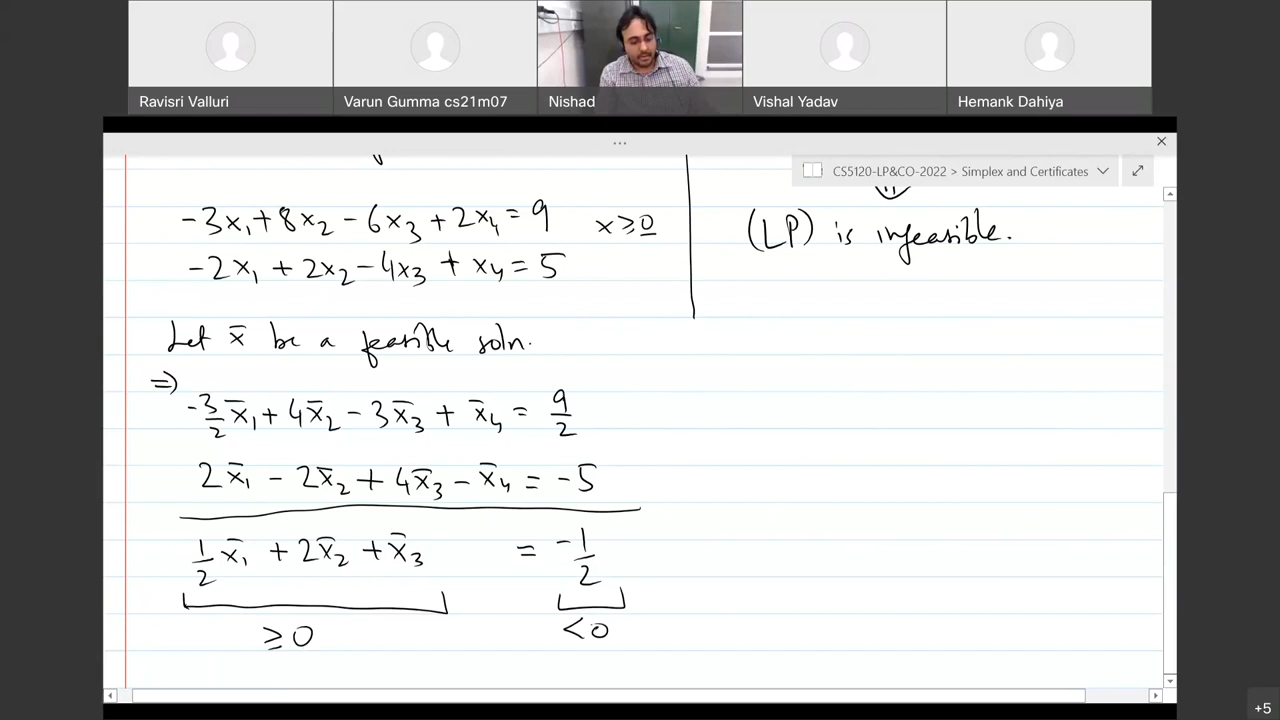 Ravisri Valluri
Varun Gumma cs21m07
Nishad
Vishal Yadav
Hemank Dahiya
CS5120-LP&CO-2022 > Simplex and Certificates
-3x₁ + 8x₂ - 6x₃ + 2x₄ = 9 x ≥ 0
-2x₁ + 2x₂ - 4x₃ + x₄ = 5
(LP) is infeasible.
Let x̄ be a feasible soln.
⇒
-3/2 x̄₁ + 4x̄₂ - 3x̄₃ + x̄₄ = 9/2
2x̄₁ - 2x̄₂ + 4x̄₃ - x̄₄ = -5
1/2 x̄₁ + 2x̄₂ + x̄₃ = -1/2
≥ 0 < 0
+5